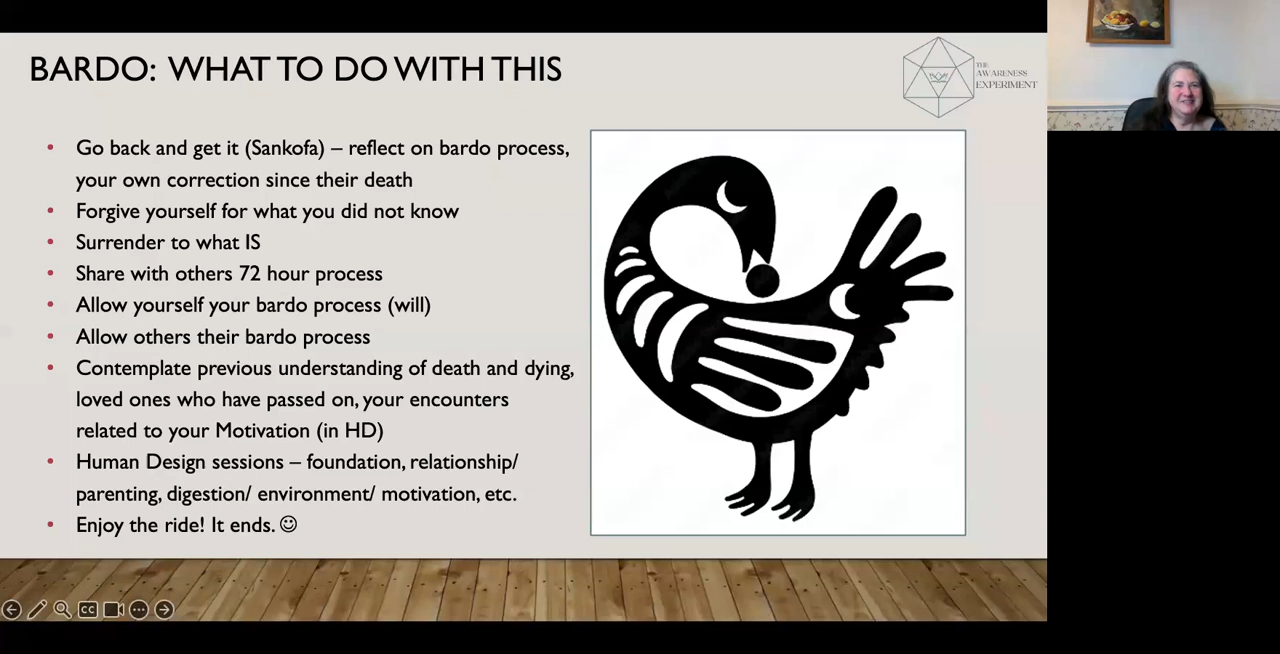 BARDO: WHAT TO DO WITH THIS
THE
AWARENESS
EXPERIMENT
• Go back and get it (Sankofa) – reflect on bardo process,
your own correction since their death
• Forgive yourself for what you did not know
• Surrender to what IS
• Share with others 72 hour process
• Allow yourself your bardo process (will)
• Allow others their bardo process
• Contemplate previous understanding of death and dying,
loved ones who have passed on, your encounters
related to your Motivation (in HD)
• Human Design sessions – foundation, relationship/
parenting, digestion/ environment/ motivation, etc.
• Enjoy the ride! It ends. ☺
CC